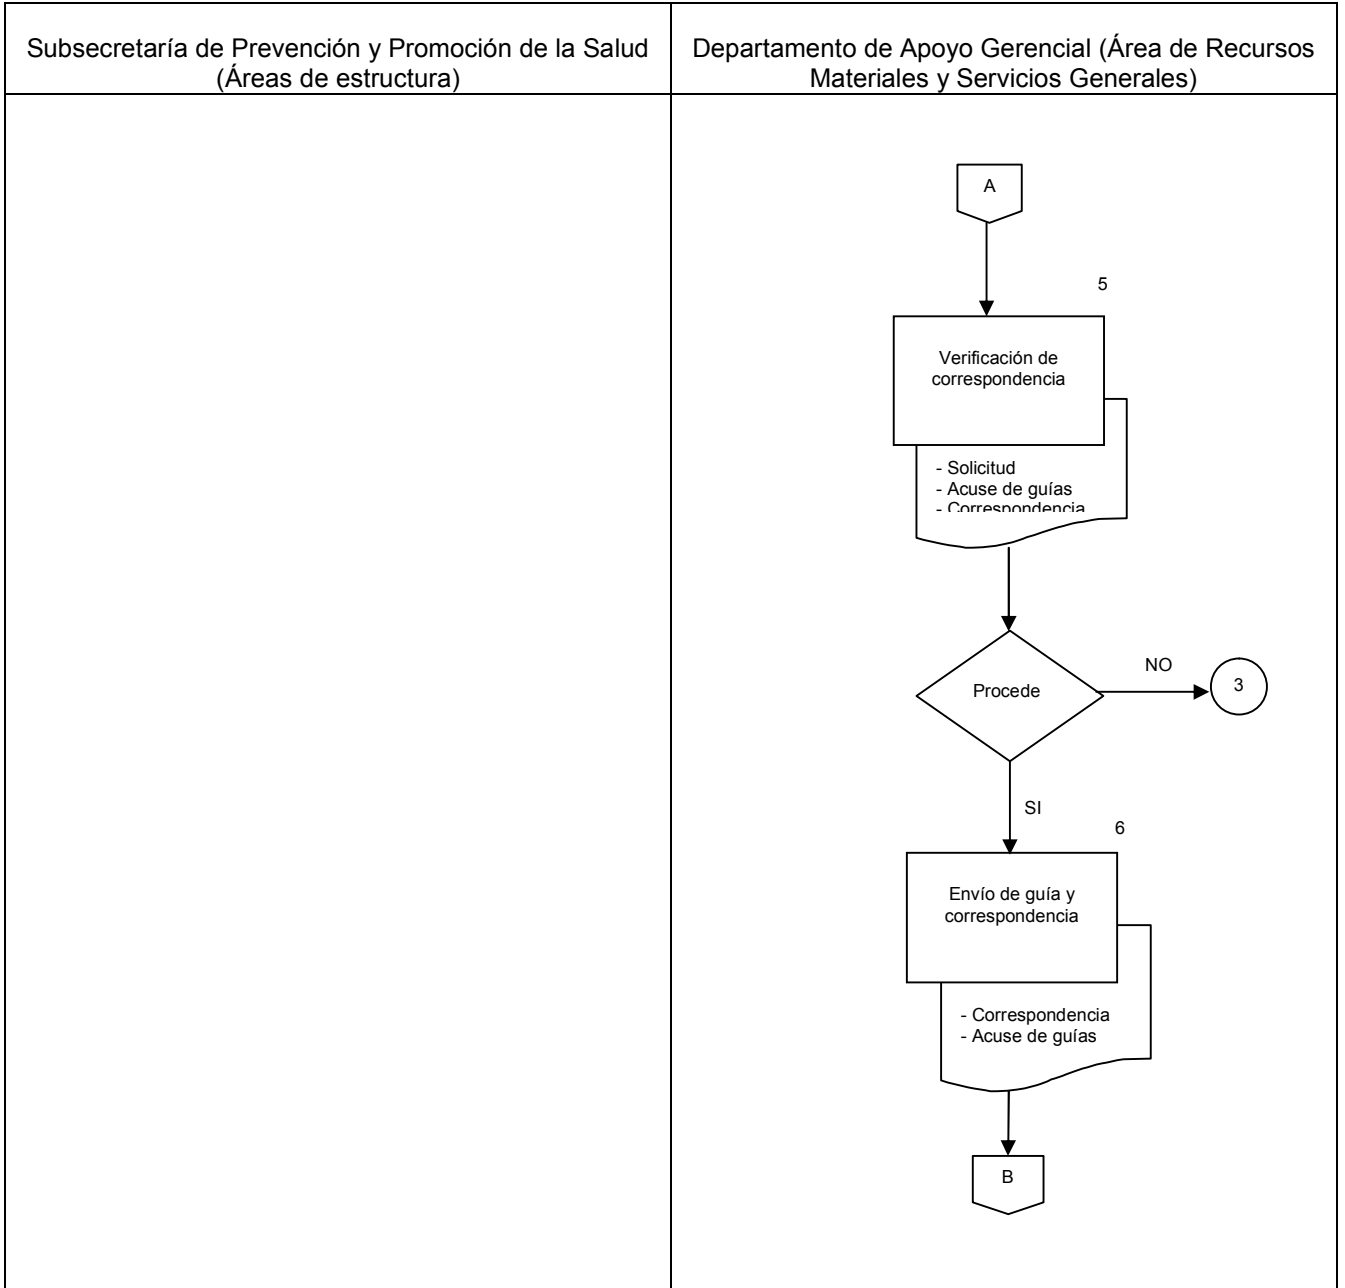 Subsecretaría de Prevención y Promoción de la Salud
(Áreas de estructura)
Departamento de Apoyo Gerencial (Área de Recursos
Materiales y Servicios Generales)
A
5
Verificación de
correspondencia
- Solicitud
- Acuse de guías
- Correspondencia
Procede
NO
3
SI
6
Envío de guía y
correspondencia
- Correspondencia
- Acuse de guías
B